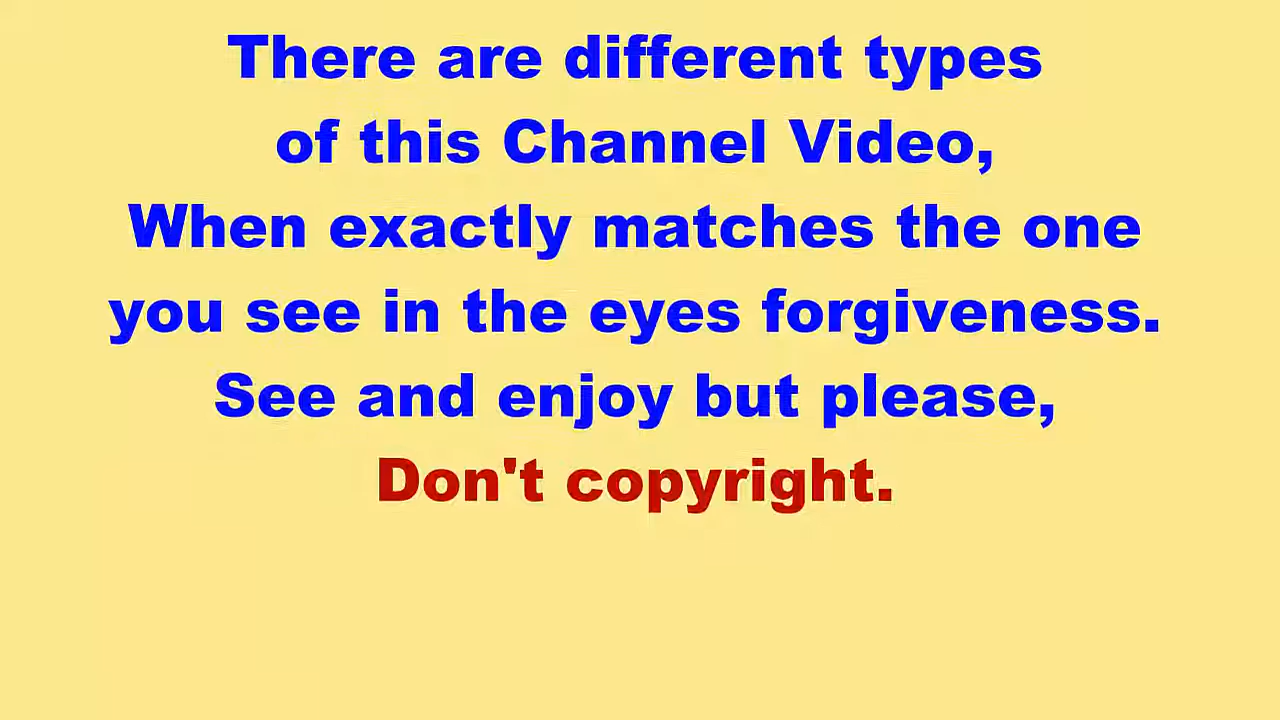 There are different types
of this Channel Video,
When exactly matches the one
you see in the eyes forgiveness.
See and enjoy but please,
Don't copyright.